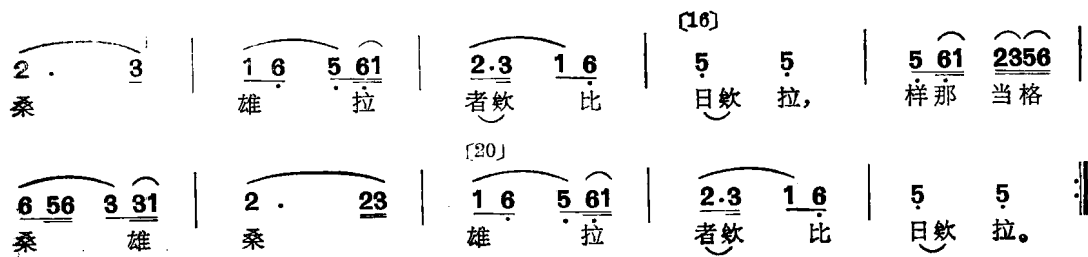 [16]
2 . 3 | 1 6 5 61 | 2·3 1 6 | 5 5 | 5 61 2356 |
桑 雄 拉 者欸 比 日欸 拉， 样那 当格
[20]
6 56 3 31 | 2 . 23 | 1 6 5 61 | 2·3 1 6 | 5 5 :|
桑 雄 桑 雄 拉 者欸 比 日欸 拉。